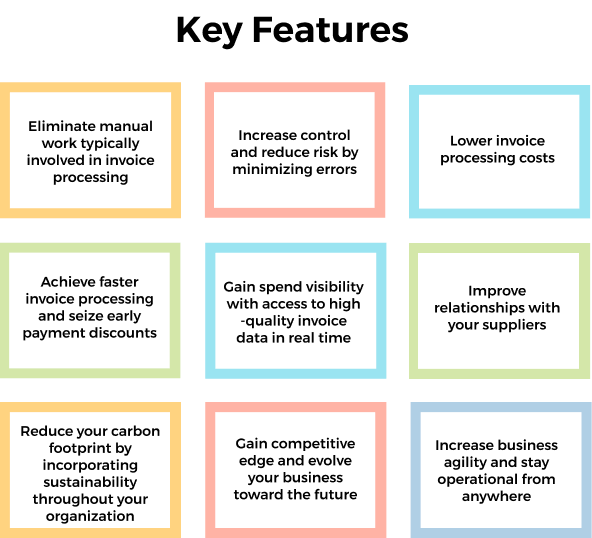 Key Features
Eliminate manual
work typically
involved in invoice
processing
Increase control
and reduce risk by
minimizing errors
Lower invoice
processing costs
Achieve faster
invoice processing
and seize early
payment discounts
Gain spend visibility
with access to high
-quality invoice
data in real time
Improve
relationships with
your suppliers
Reduce your carbon
footprint by
incorporating
sustainability
throughout your
organization
Gain competitive
edge and evolve
your business
toward the future
Increase business
agility and stay
operational from
anywhere